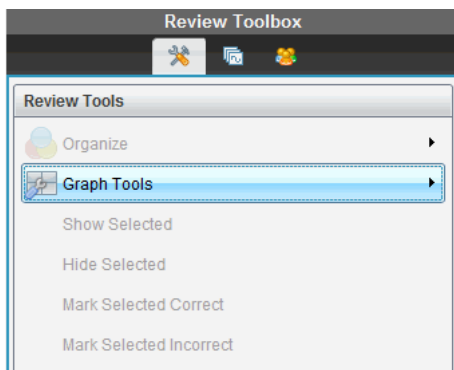 Review Toolbox
Review Tools
Organize
Graph Tools
Show Selected
Hide Selected
Mark Selected Correct
Mark Selected Incorrect